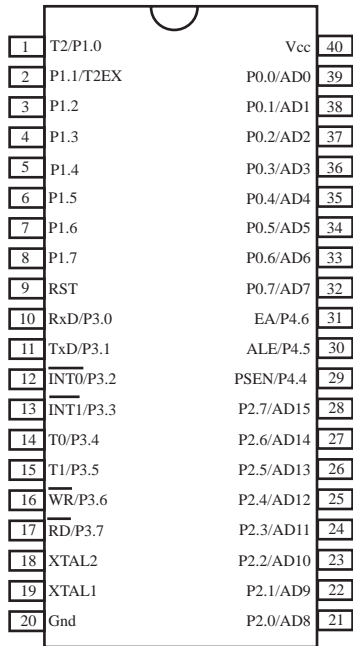 1 T2/P1.0 Vcc 40
2 P1.1/T2EX P0.0/AD0 39
3 P1.2 P0.1/AD1 38
4 P1.3 P0.2/AD2 37
5 P1.4 P0.3/AD3 36
6 P1.5 P0.4/AD4 35
7 P1.6 P0.5/AD5 34
8 P1.7 P0.6/AD6 33
9 RST P0.7/AD7 32
10 RxD/P3.0 EA/P4.6 31
11 TxD/P3.1 ALE/P4.5 30
12 I̅N̅T̅0̅/P3.2 PSEN/P4.4 29
13 I̅N̅T̅1̅/P3.3 P2.7/AD15 28
14 T0/P3.4 P2.6/AD14 27
15 T1/P3.5 P2.5/AD13 26
16 W̅R̅/P3.6 P2.4/AD12 25
17 R̅D̅/P3.7 P2.3/AD11 24
18 XTAL2 P2.2/AD10 23
19 XTAL1 P2.1/AD9 22
20 Gnd P2.0/AD8 21